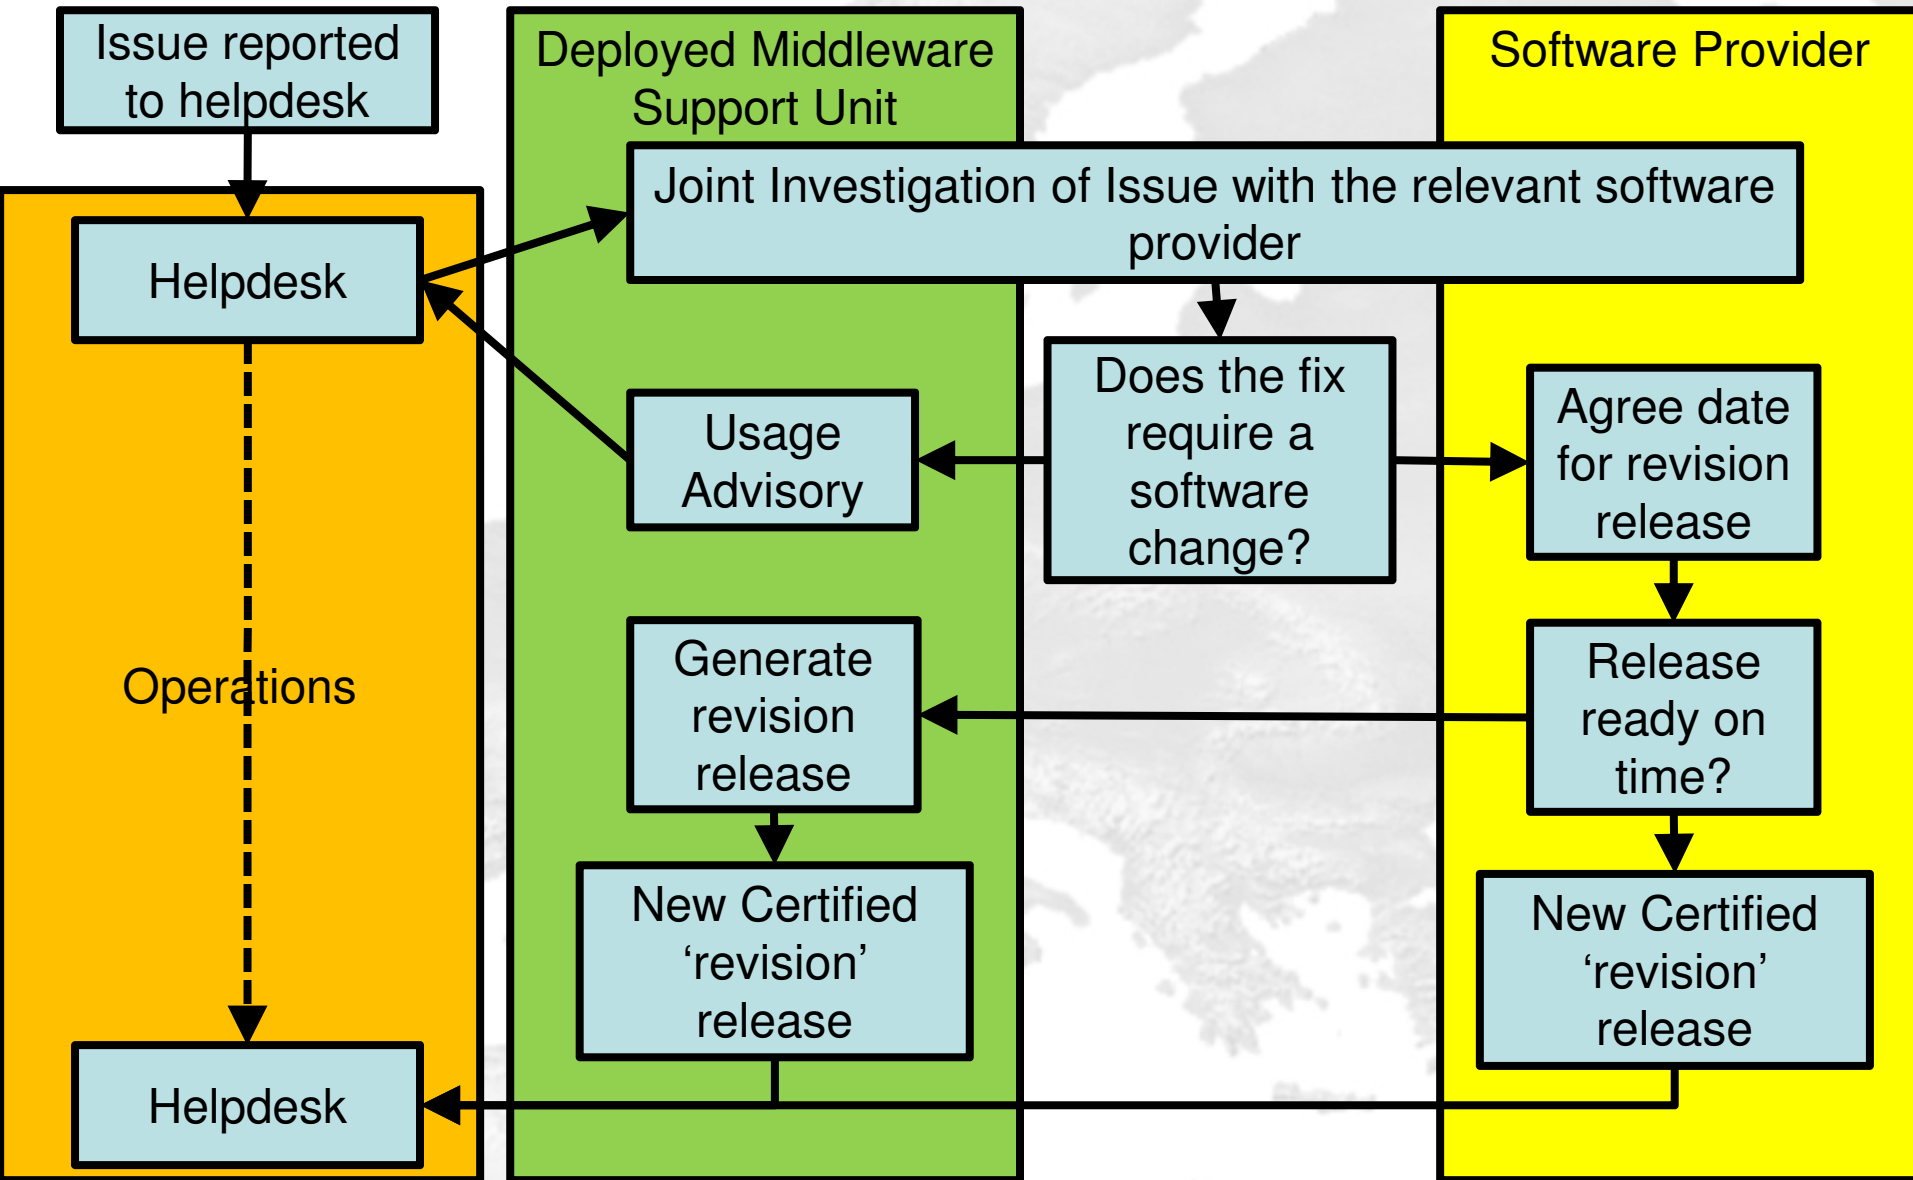 Issue reported
to helpdesk
Deployed Middleware
Support Unit
Software Provider
Joint Investigation of Issue with the relevant software
provider
Helpdesk
Does the fix
require a
software
change?
Usage
Advisory
Agree date
for revision
release
Operations
Generate
revision
release
Release
ready on
time?
New Certified
‘revision’
release
New Certified
‘revision’
release
Helpdesk